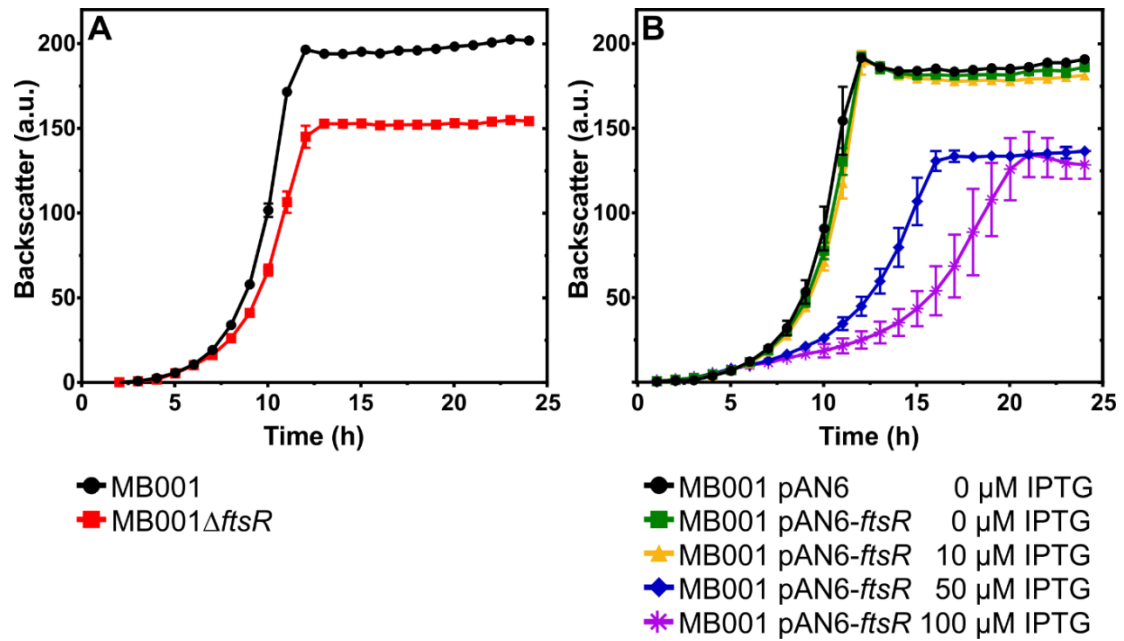 A
B
Backscatter (a.u.)
200
150
100
50
0
0 5 10 15 20 25
Time (h)
Backscatter (a.u.)
200
150
100
50
0
0 5 10 15 20 25
Time (h)
MB001
MB001ΔftsR
MB001 pAN6 0 µM IPTG
MB001 pAN6-ftsR 0 µM IPTG
MB001 pAN6-ftsR 10 µM IPTG
MB001 pAN6-ftsR 50 µM IPTG
MB001 pAN6-ftsR 100 µM IPTG